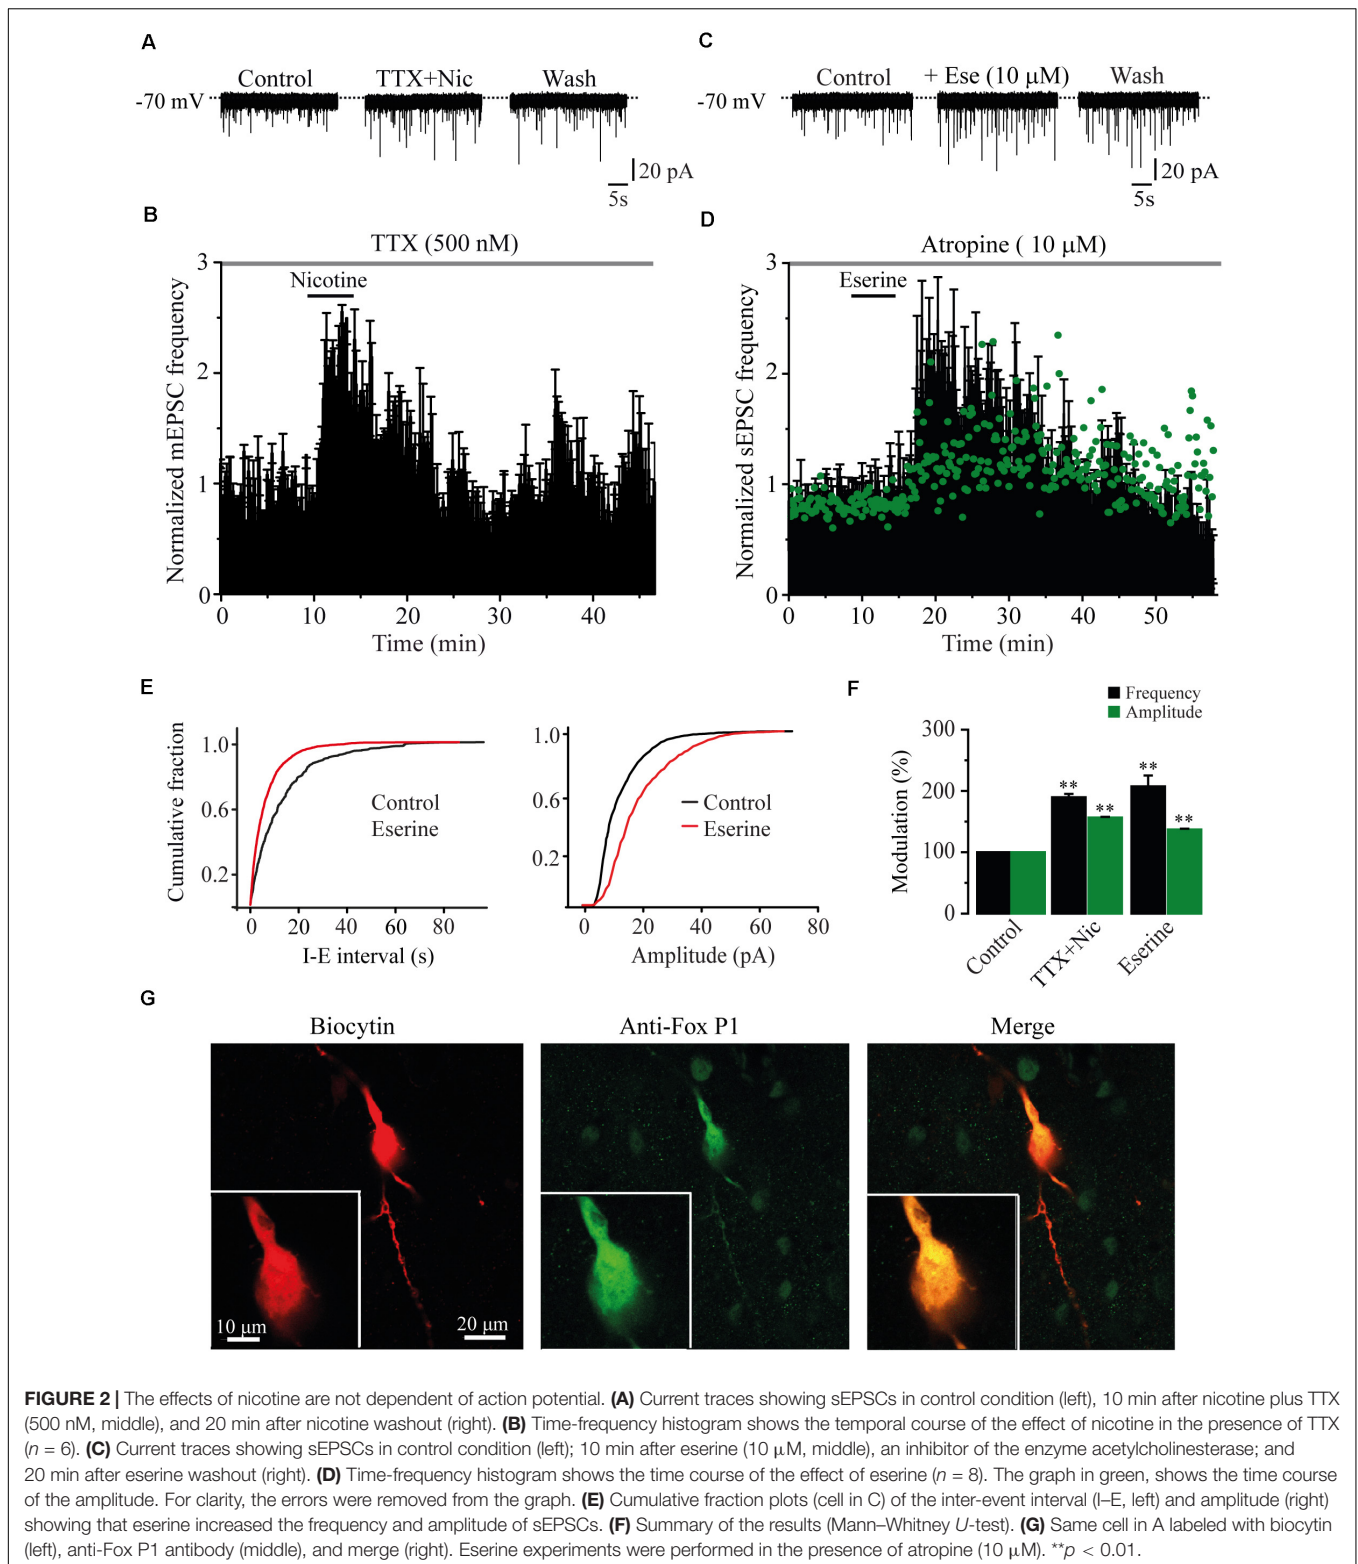 A
Control
TTX+Nic
Wash
-70 mV
20 pA
5s
C
Control
+ Ese (10 μM)
Wash
-70 mV
20 pA
5s
B
TTX (500 nM)
Nicotine
Normalized mEPSC frequency
3
2
1
0
0 10 20 30 40
Time (min)
D
Atropine ( 10 μM)
Eserine
Normalized sEPSC frequency
3
2
1
0
0 10 20 30 40 50
Time (min)
E
Cumulative fraction
1.0
0.6
0.2
Control
Eserine
0 20 40 60 80
I-E interval (s)
1.0
0.6
0.2
Control
Eserine
0 20 40 60 80
Amplitude (pA)
F
Frequency
Amplitude
Modulation (%)
300
200
100
0
** ** ** **
Control
TTX+Nic
Eserine
G
Biocytin
Anti-Fox P1
Merge
10 μm
20 μm
FIGURE 2 | The effects of nicotine are not dependent of action potential. (A) Current traces showing sEPSCs in control condition (left), 10 min after nicotine plus TTX
(500 nM, middle), and 20 min after nicotine washout (right). (B) Time-frequency histogram shows the temporal course of the effect of nicotine in the presence of TTX
(n = 6). (C) Current traces showing sEPSCs in control condition (left); 10 min after eserine (10 μM, middle), an inhibitor of the enzyme acetylcholinesterase; and
20 min after eserine washout (right). (D) Time-frequency histogram shows the time course of the effect of eserine (n = 8). The graph in green, shows the time course
of the amplitude. For clarity, the errors were removed from the graph. (E) Cumulative fraction plots (cell in C) of the inter-event interval (I–E, left) and amplitude (right)
showing that eserine increased the frequency and amplitude of sEPSCs. (F) Summary of the results (Mann–Whitney U-test). (G) Same cell in A labeled with biocytin
(left), anti-Fox P1 antibody (middle), and merge (right). Eserine experiments were performed in the presence of atropine (10 μM). **p < 0.01.